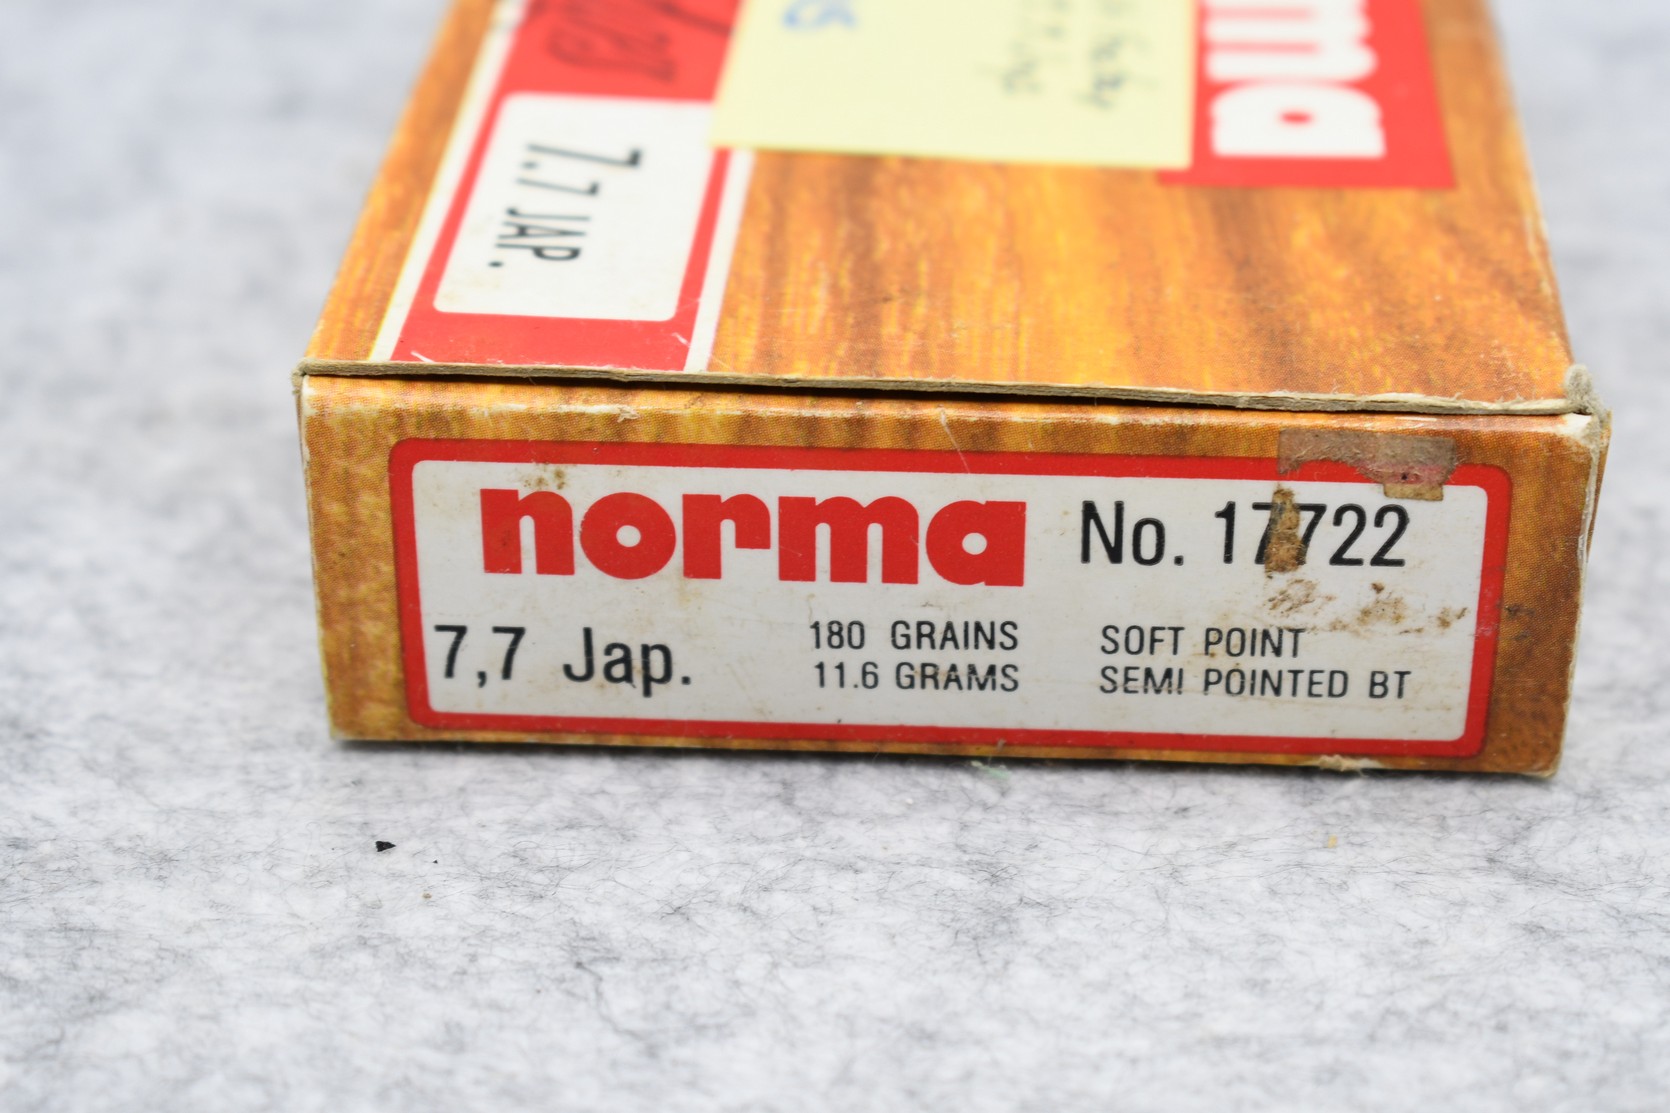 7.7 JAP.
norma No. 17722
7,7 Jap.
180 GRAINS
11.6 GRAMS
SOFT POINT
SEMI POINTED BT